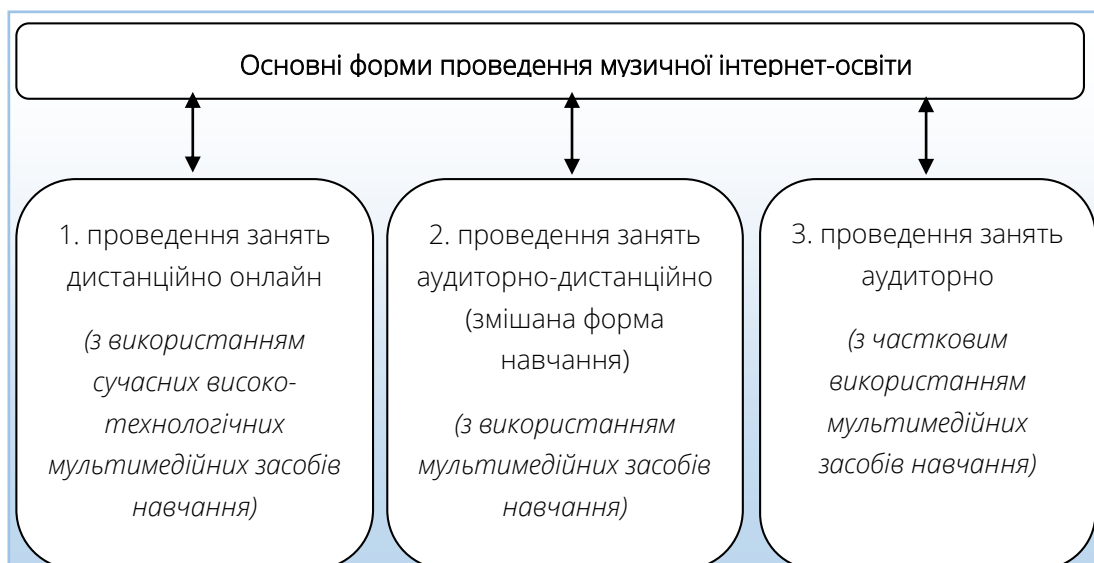 Основні форми проведення музичної інтернет-освіти
1. проведення занять
дистанційно онлайн
(з використанням
сучасних високо-
технологічних
мультимедійних засобів
навчання)
2. проведення занять
аудиторно-дистанційно
(змішана форма
навчання)
(з використанням
мультимедійних засобів
навчання)
3. проведення занять
аудиторно
(з частковим
використанням
мультимедійних
засобів навчання)